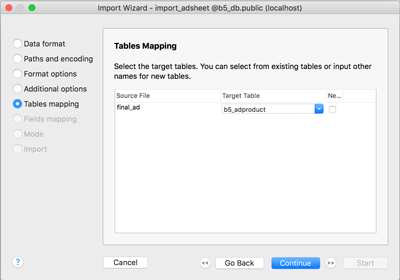 Import Wizard - import_adsheet @b5_db.public (localhost)
Data format
Paths and encoding
Format options
Additional options
Tables mapping
Fields mapping
Mode
Import
Tables Mapping
Select the target tables. You can select from existing tables or input other
names for new tables.
Source File Target Table Ne...
final_ad b5_adproduct
? Cancel << Go Back Continue >> Start